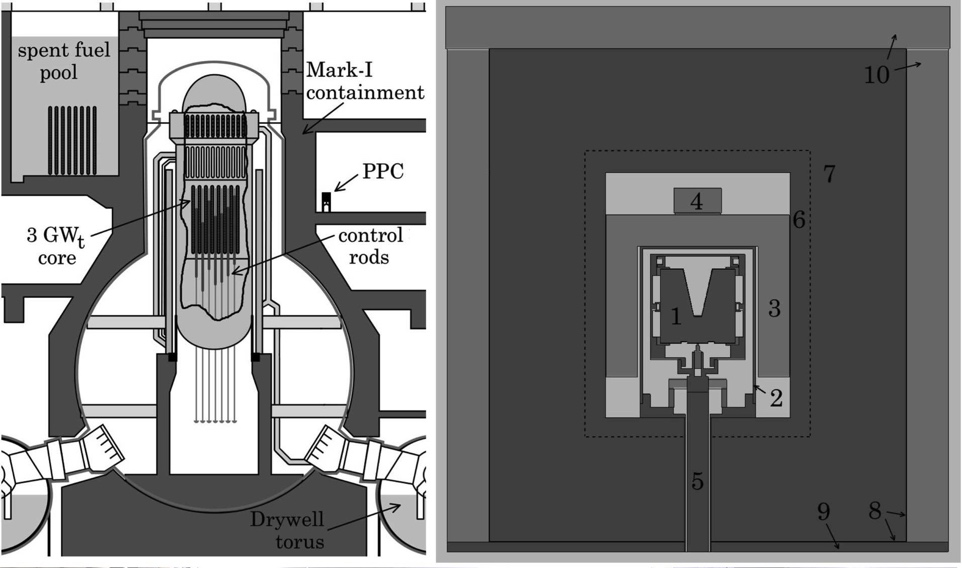 spent fuel
pool
Mark-I
containment
PPC
3 GWt
core
control
rods
Drywell
torus
10
7
4
6
3
1
2
5
9
8